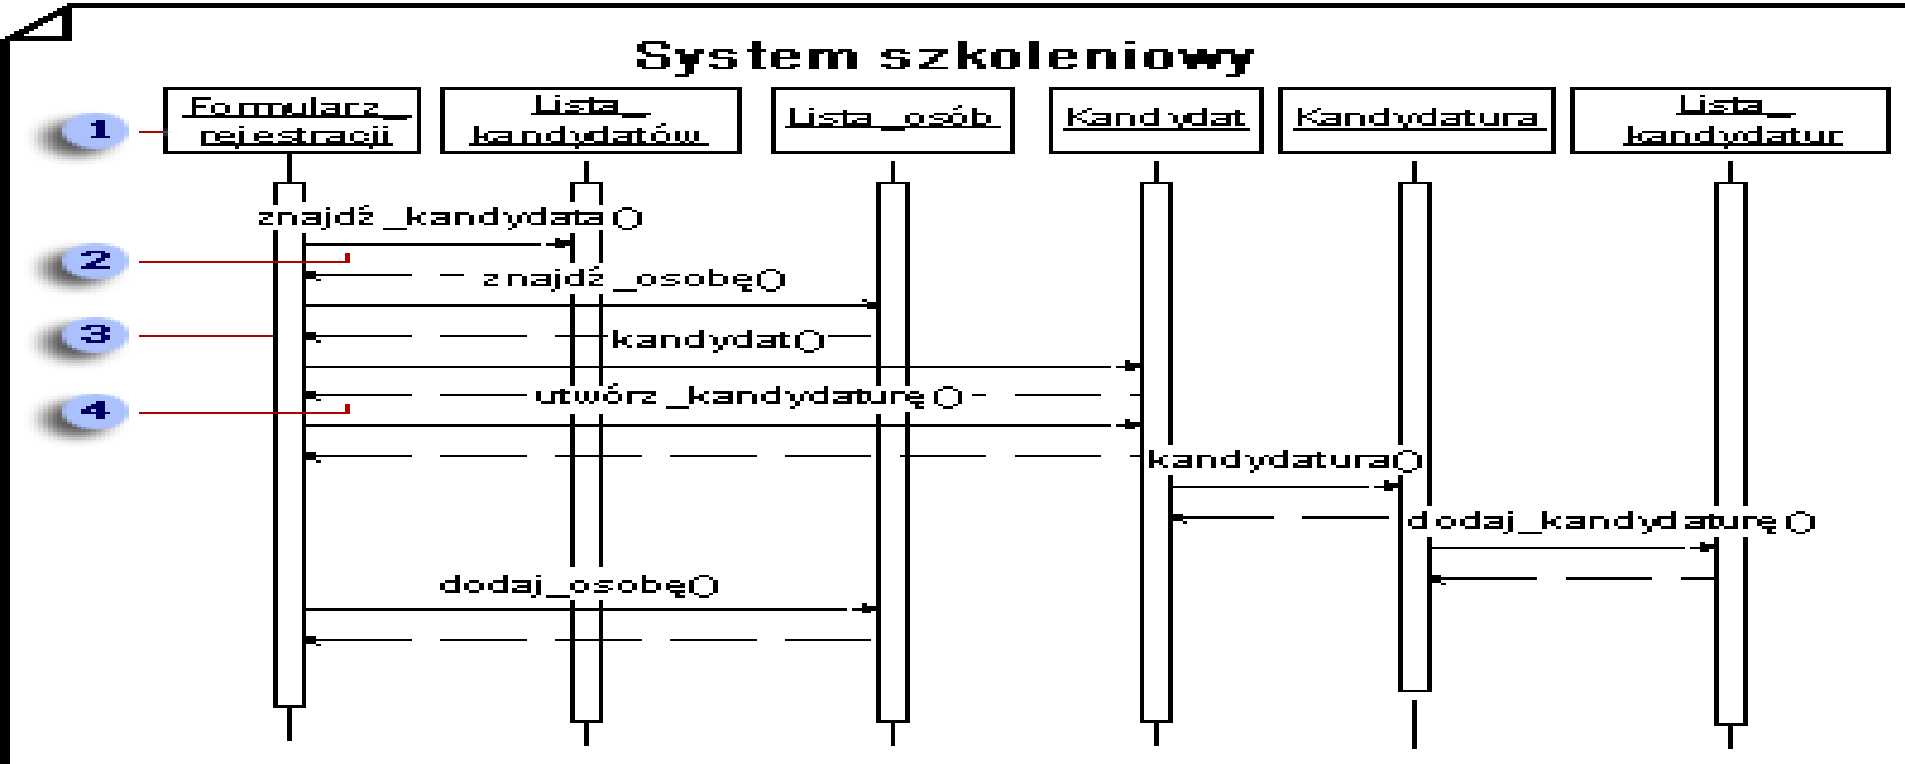 System szkoleniowy
Formularz_
rejestracji
Lista_
kandydatów
Lista_osób
Kandydat
Kandydatura
Lista_
kandydatur
1
znajdź_kandydata()
2
znajdź_osobę()
3
kandydat()
utwórz_kandydaturę()
4
kandydatura()
dodaj_kandydaturę()
dodaj_osobę()